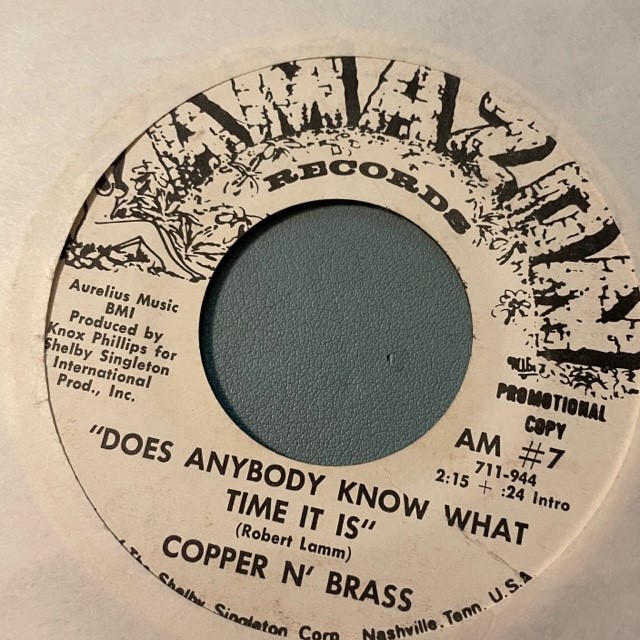 AMAZON
RECORDS
Aurelius Music
BMI
Produced by
Knox Phillips for
Shelby Singleton
International
Prod., Inc.
PROMOTIONAL
COPY
AM #7
711-944
2:15 + :24 Intro
"DOES ANYBODY KNOW WHAT
TIME IT IS"
(Robert Lamm)
COPPER N' BRASS
The Shelby Singleton Corp. Nashville, Tenn. U.S.A